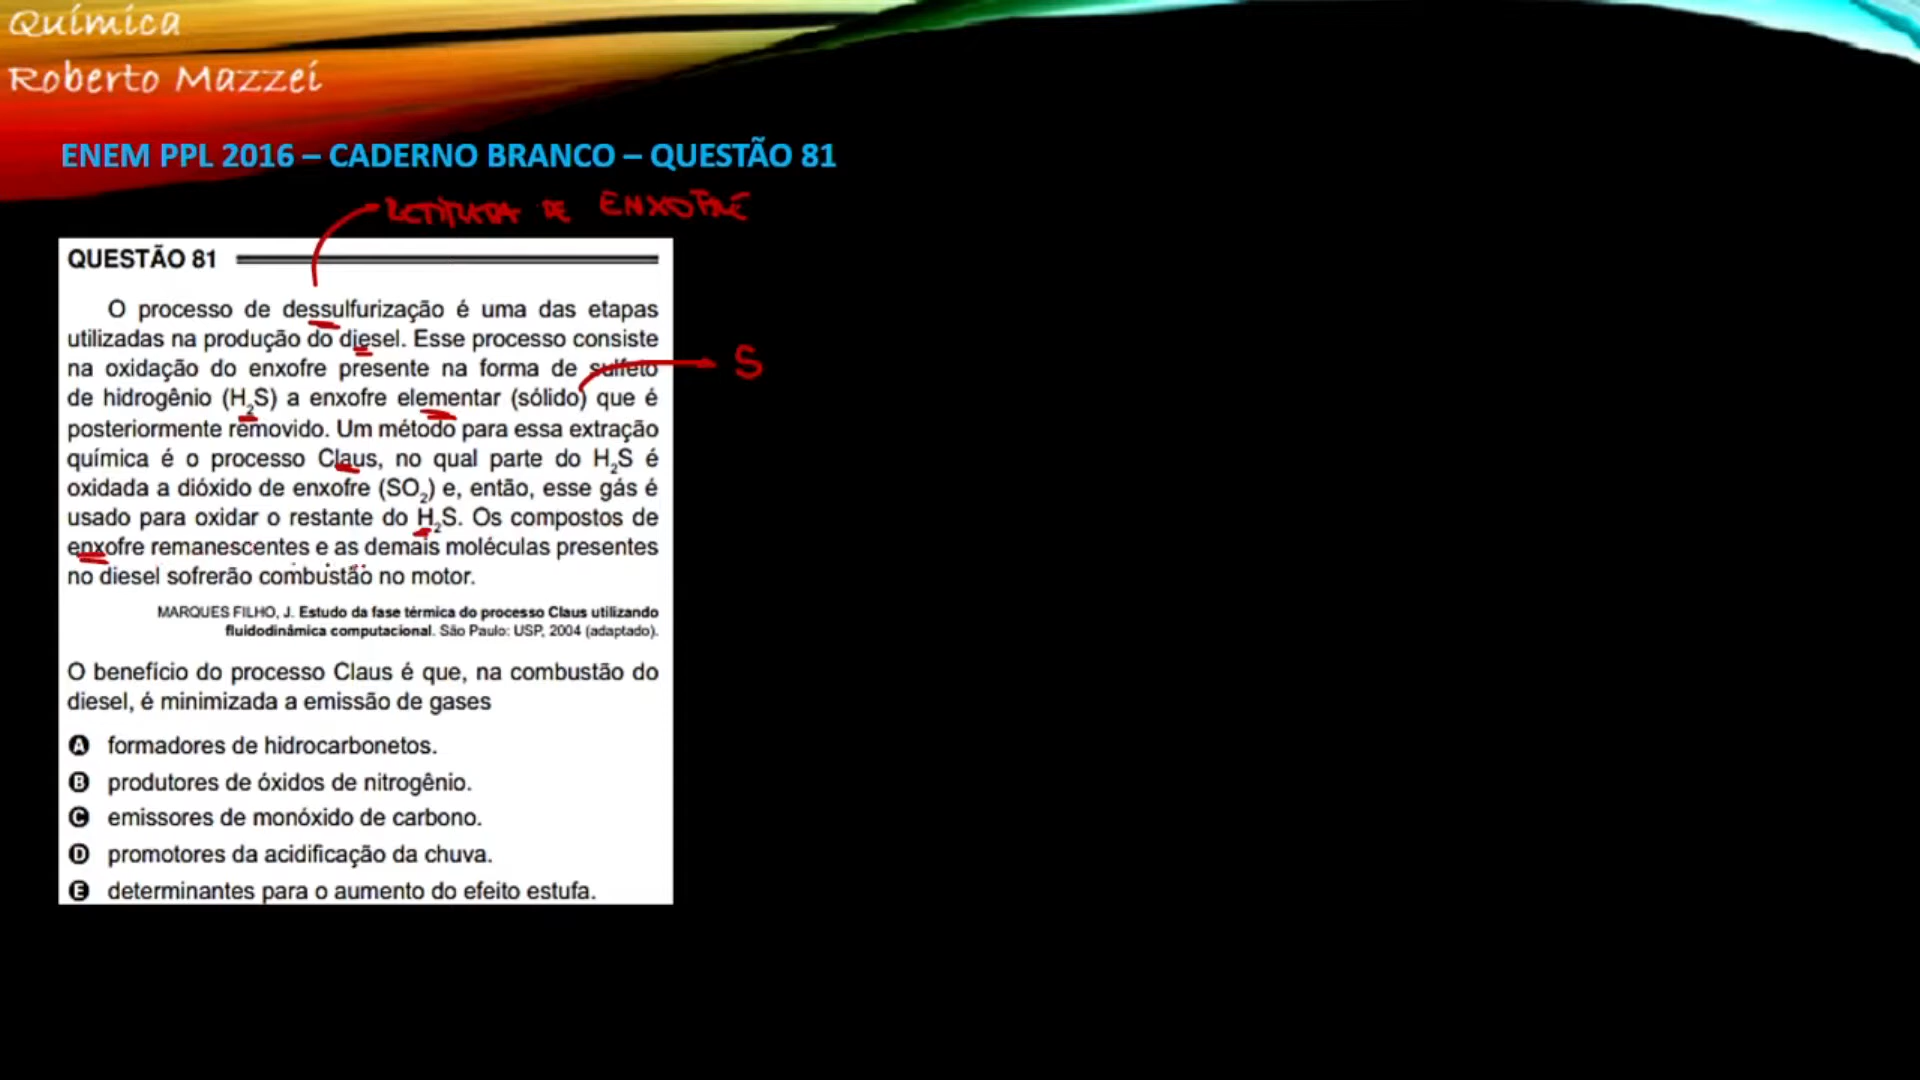 Química
Roberto Mazzei
ENEM PPL 2016 – CADERNO BRANCO – QUESTÃO 81
RETIRADA DE ENXOFRE
QUESTÃO 81
O processo de dessulfurização é uma das etapas
utilizadas na produção do diesel. Esse processo consiste
na oxidação do enxofre presente na forma de sulfeto
S
de hidrogênio (H₂S) a enxofre elementar (sólido) que é
posteriormente removido. Um método para essa extração
química é o processo Claus, no qual parte do H₂S é
oxidada a dióxido de enxofre (SO₂) e, então, esse gás é
usado para oxidar o restante do H₂S. Os compostos de
enxofre remanescentes e as demais moléculas presentes
no diesel sofrerão combustão no motor.
MARQUES FILHO, J. Estudo da fase térmica do processo Claus utilizando
fluidodinâmica computacional. São Paulo: USP, 2004 (adaptado).
O benefício do processo Claus é que, na combustão do
diesel, é minimizada a emissão de gases
A formadores de hidrocarbonetos.
B produtores de óxidos de nitrogênio.
C emissores de monóxido de carbono.
D promotores da acidificação da chuva.
E determinantes para o aumento do efeito estufa.